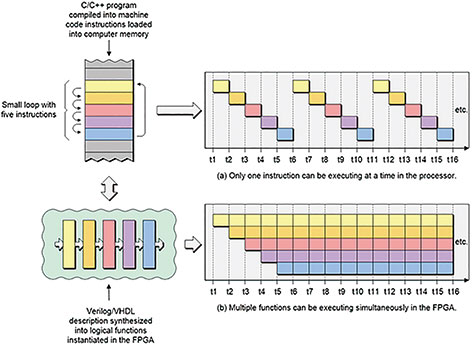 C/C++ program
compiled into machine
code instructions loaded
into computer memory
Small loop with
five instructions
etc.
t1 t2 t3 t4 t5 t6 t7 t8 t9 t10 t11 t12 t13 t14 t15 t16
(a) Only one instruction can be executing at a time in the processor.
etc.
t1 t2 t3 t4 t5 t6 t7 t8 t9 t10 t11 t12 t13 t14 t15 t16
(b) Multiple functions can be executing simultaneously in the FPGA.
Verilog/VHDL
description synthesized
into logical functions
instantiated in the FPGA